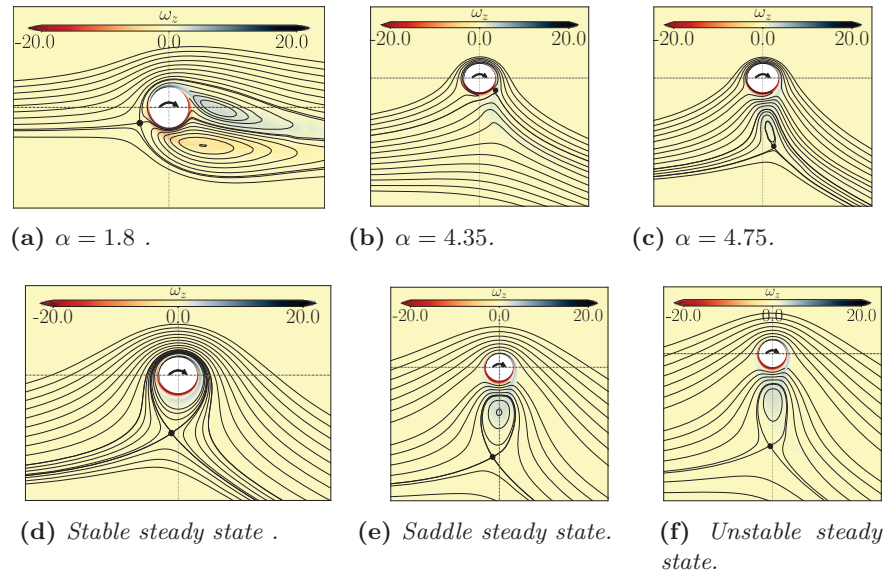 ω_z ω_z ω_z
-20.0 0.0 20.0 -20.0 0.0 20.0 -20.0 0.0 20.0
(a) α = 1.8 . (b) α = 4.35. (c) α = 4.75.
ω_z ω_z ω_z
-20.0 0.0 20.0 -20.0 0.0 20.0 -20.0 0.0 20.0
(d) Stable steady state . (e) Saddle steady state. (f) Unstable steady
state.